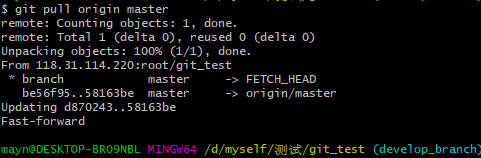 $ git pull origin master
remote: Counting objects: 1, done.
remote: Total 1 (delta 0), reused 0 (delta 0)
Unpacking objects: 100% (1/1), done.
From 118.31.114.220:root/git_test
 * branch            master     -> FETCH_HEAD
   be56f95..58163be  master     -> origin/master
Updating d870243..58163be
Fast-forward
mayn@DESKTOP-BRO9NBL MINGW64 /d/myself/测试/git_test (develop_branch)